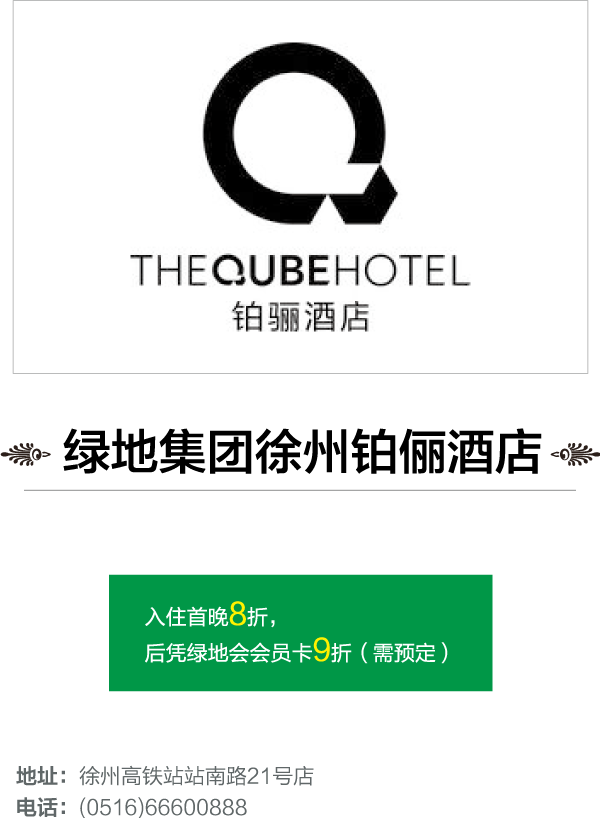 THEQUBEHOTEL
铂骊酒店
绿地集团徐州铂俪酒店
入住首晚8折，
后凭绿地会会员卡9折（需预定）
地址：徐州高铁站站南路21号店
电话：(0516)66600888